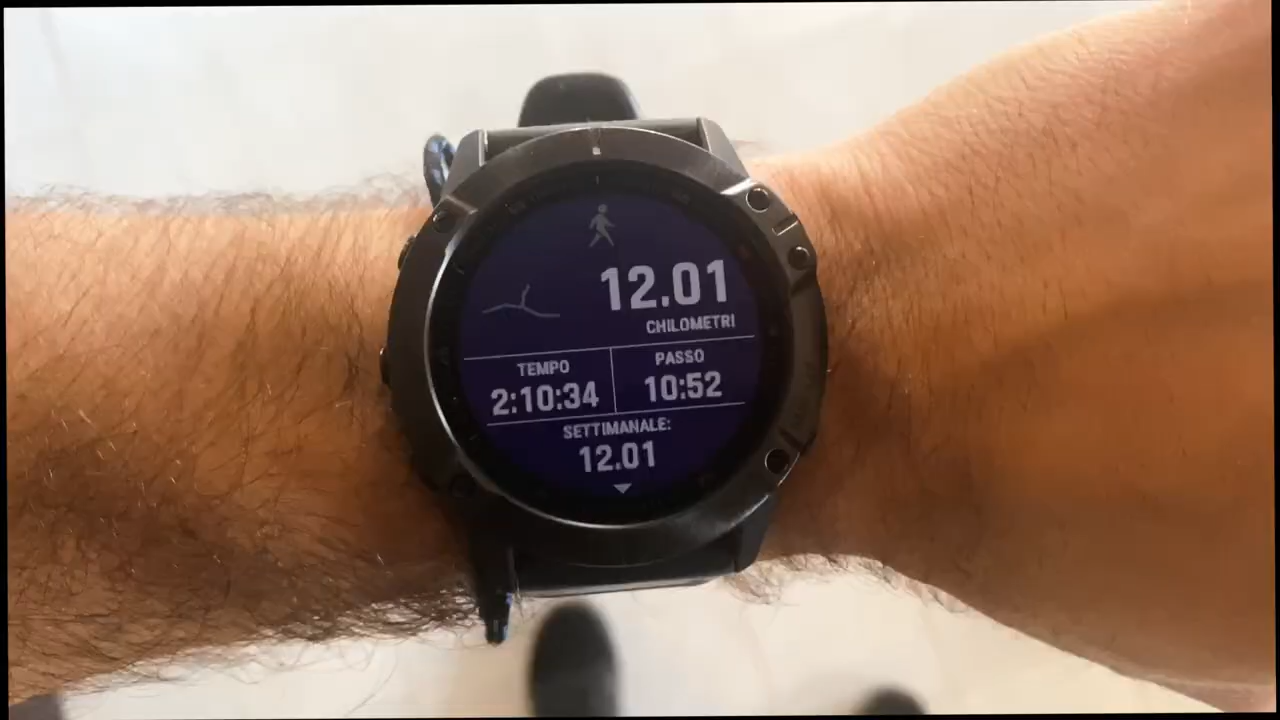 12.01
CHILOMETRI
TEMPO
PASSO
2:10:34
10:52
SETTIMANALE:
12.01